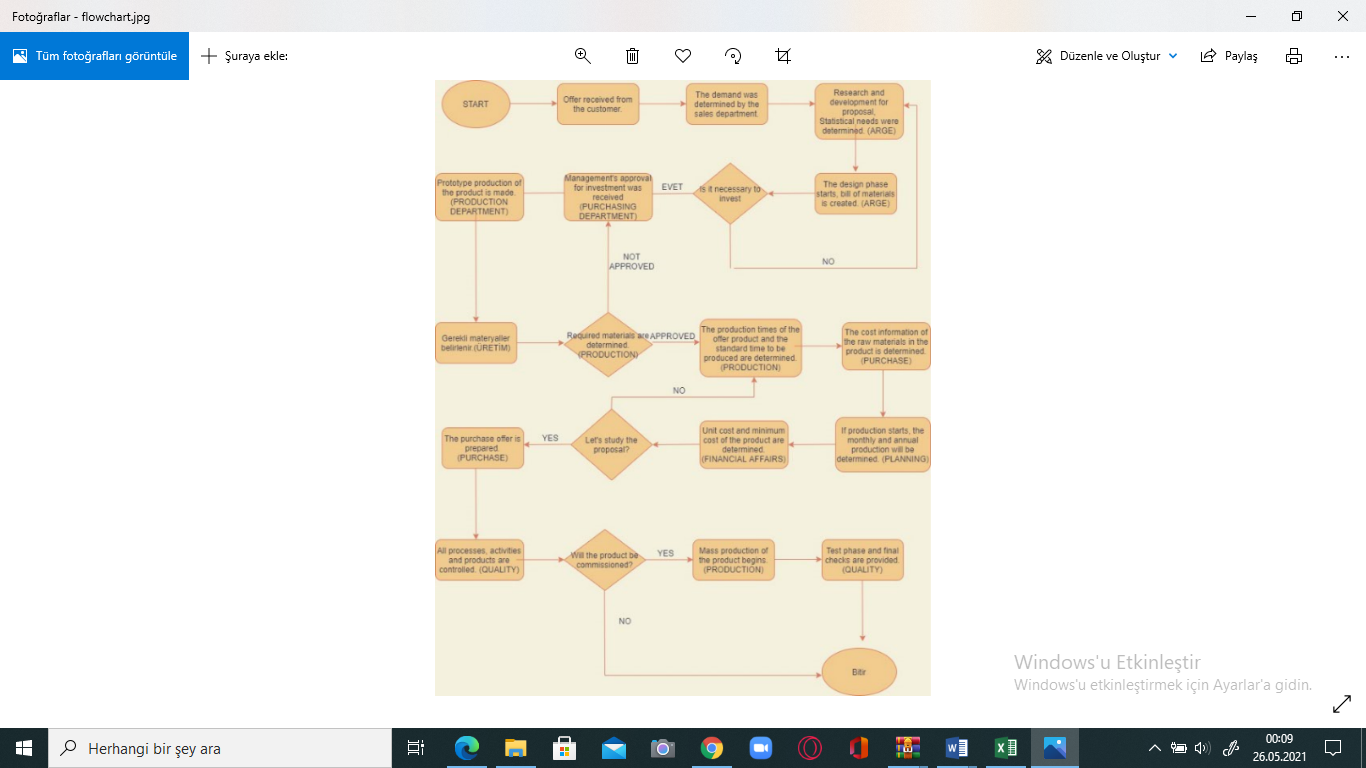 Fotoğraflar - flowchart.jpg
Tüm fotoğrafları görüntüle
Şuraya ekle:
Düzenle ve Oluştur
Paylaş
START
Offer received from
the customer.
The demand was
determined by the
sales department.
Research and
development for
proposal,
Statistical needs were
determined. (ARGE)
Prototype production of
the product is made.
(PRODUCTION
DEPARTMENT)
Management's approval
for investment was
received
(PURCHASING
DEPARTMENT)
EVET
Is it necessary to
invest
The design phase
starts, bill of materials
is created. (ARGE)
NO
NOT
APPROVED
Gerekli materyaller
belirlenir.(ÜRETİM)
Required materials are
determined.
(PRODUCTION)
APPROVED
The production times of the
offer product and the
standard time to be
produced are determined.
(PRODUCTION)
The cost information of
the raw materials in the
product is determined.
(PURCHASE)
NO
The purchase offer is
prepared.
(PURCHASE)
YES
Let's study the
proposal?
Unit cost and minimum
cost of the product are
determined.
(FINANCIAL AFFAIRS)
If production starts, the
monthly and annual
production will be
determined. (PLANNING)
All processes, activities
and products are
controlled. (QUALITY)
Will the product be
commissioned?
YES
Mass production of
the product begins.
(PRODUCTION)
Test phase and final
checks are provided.
(QUALITY)
NO
Bitir
Windows'u Etkinleştir
Windows'u etkinleştirmek için Ayarlar'a gidin.
Herhangi bir şey ara
00:09
26.05.2021